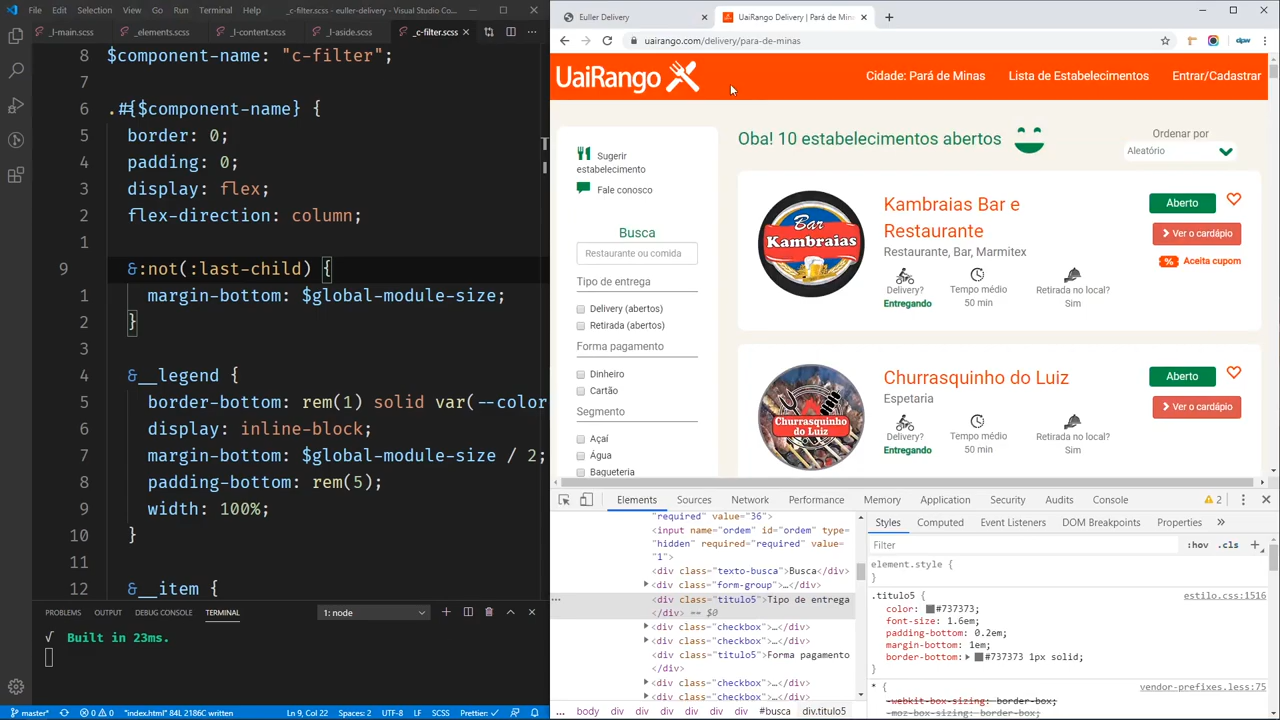 File Edit Selection View Go Run Terminal ... _c-filter.scss - euller-delivery - Visual Studio Co...
_l-main.scss _elements.scss _l-content.scss _l-aside.scss _c-filter.scss
8 $component-name: "c-filter";
7
6 .#{$component-name} {
5 border: 0;
4 padding: 0;
3 display: flex;
2 flex-direction: column;
1
9 &:not(:last-child) {
1 margin-bottom: $global-module-size;
2 }
3
4 &__legend {
5 border-bottom: rem(1) solid var(--color
6 display: inline-block;
7 margin-bottom: $global-module-size / 2;
8 padding-bottom: rem(5);
9 width: 100%;
10 }
11
12 &__item {
PROBLEMS OUTPUT DEBUG CONSOLE TERMINAL 1: node
√ Built in 23ms.
master* 0 0 "index.html" 84L 2186C written Ln 9, Col 22 Spaces: 2 UTF-8 LF SCSS Prettier: ✓
Euller Delivery UaiRango Delivery | Pará de Min
uairango.com/delivery/para-de-minas
UaiRango Cidade: Pará de Minas Lista de Estabelecimentos Entrar/Cadastrar
Sugerir
estabelecimento
Fale conosco
Busca
Restaurante ou comida
Tipo de entrega
Delivery (abertos)
Retirada (abertos)
Forma pagamento
Dinheiro
Cartão
Segmento
Açaí
Água
Bagueteria
Oba! 10 estabelecimentos abertos
Ordenar por
Aleatório
Bar
Kambraias
Kambraias Bar e
Restaurante
Restaurante, Bar, Marmitex
Delivery? Tempo médio Retirada no local?
Entregando 50 min Sim
Aberto
Ver o cardápio
Aceita cupom
Churrasquinho
do Luiz
Churrasquinho do Luiz
Espetaria
Delivery? Tempo médio Retirada no local?
Entregando 50 min Sim
Aberto
Ver o cardápio
Elements Sources Network Performance Memory Application Security Audits Console 2
"required" value="36">
<input name="ordem" id="ordem" type=
"hidden" required="required" value=
"1">
<div class="texto-busca">Busca</div>
<div class="form-group">…</div>
<div class="titulo5">Tipo de entrega
</div> == $0
<div class="checkbox">…</div>
<div class="checkbox">…</div>
<div class="titulo5">Forma pagamento
</div>
<div class="checkbox">…</div>
<div class="checkbox">…</div>
body div div div div #busca div.titulo5
Styles Computed Event Listeners DOM Breakpoints Properties »
Filter :hov .cls +
element.style {
}
.titulo5 { estilo.css:1516
color: #737373;
font-size: 1.6em;
padding-bottom: 0.2em;
margin-bottom: 1em;
border-bottom: #737373 1px solid;
}
* { vendor-prefixes.less:75
-webkit-box-sizing: border-box;
-moz-box-sizing: border-box;